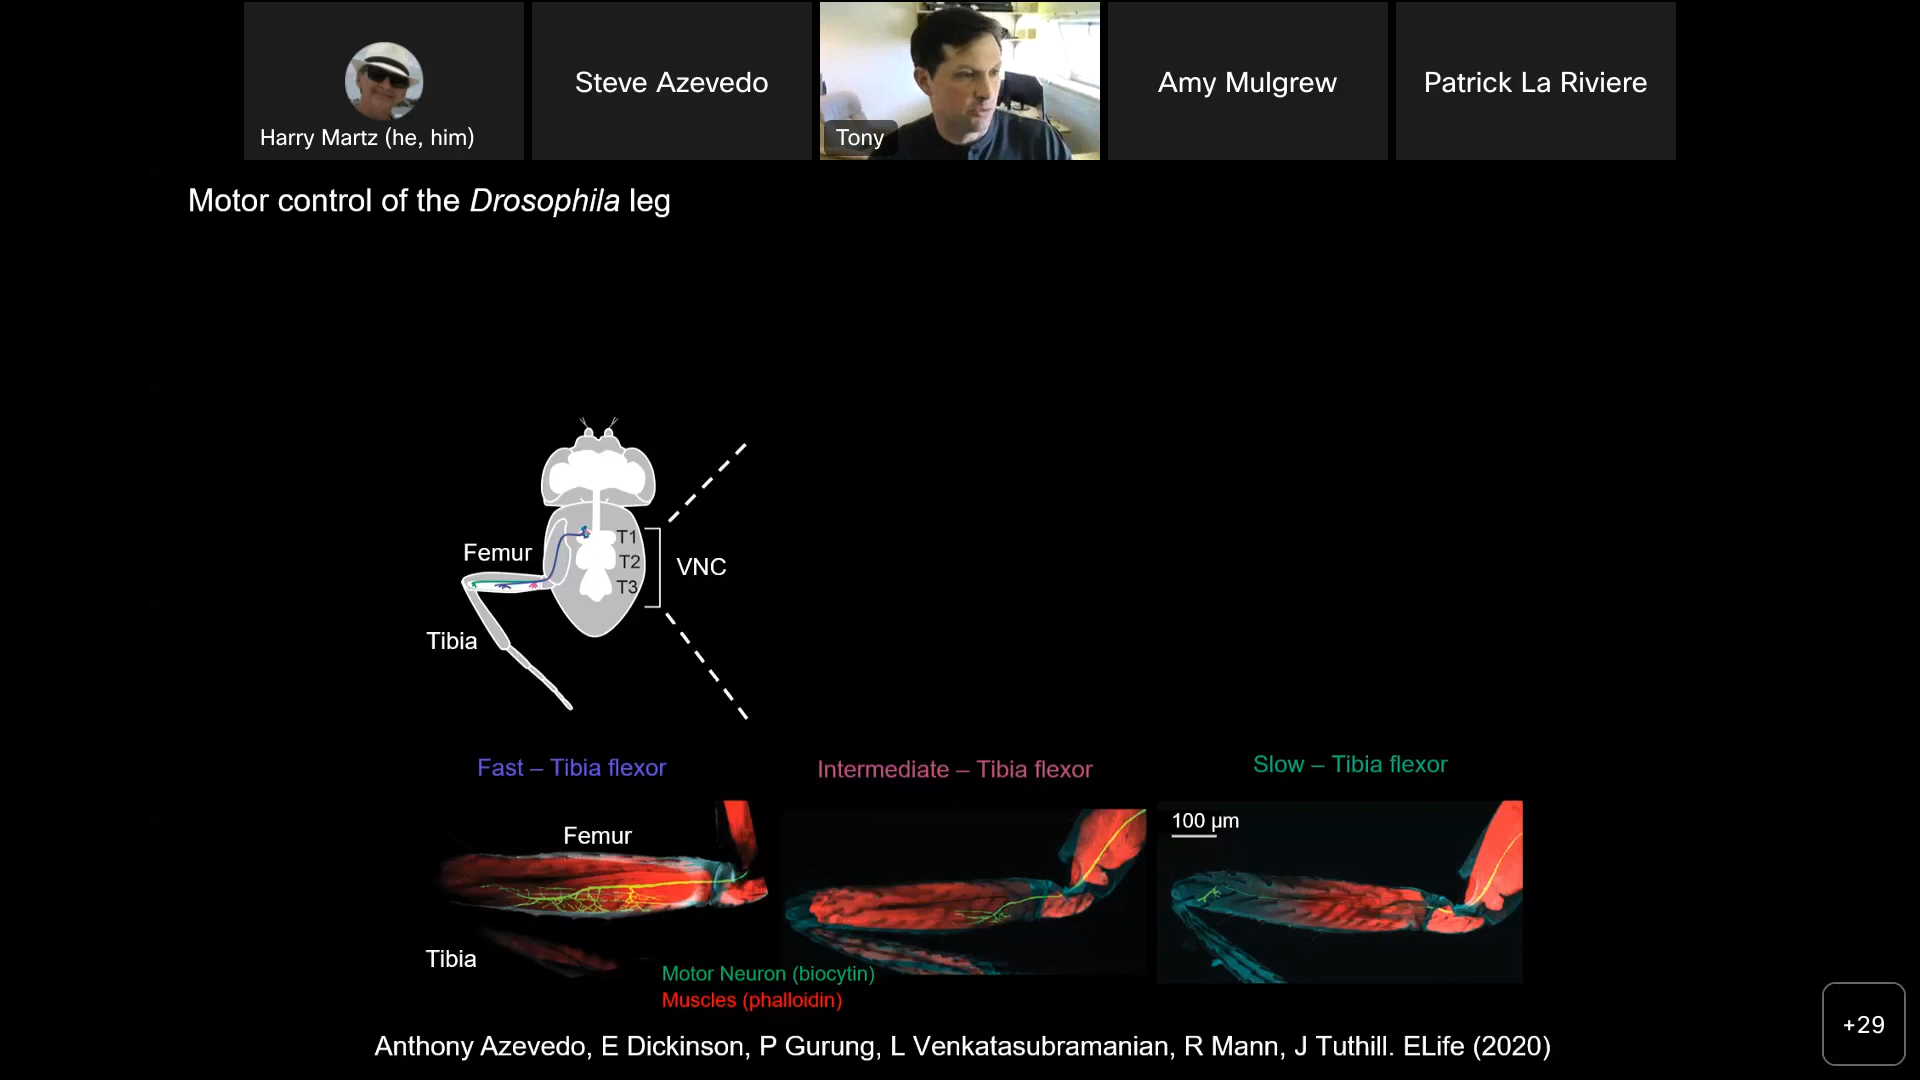 Harry Martz (he, him)
Steve Azevedo
Tony
Amy Mulgrew
Patrick La Riviere
Motor control of the Drosophila leg
Femur
T1
T2
T3
VNC
Tibia
Fast – Tibia flexor
Intermediate – Tibia flexor
Slow – Tibia flexor
Femur
100 µm
Tibia
Motor Neuron (biocytin)
Muscles (phalloidin)
+29
Anthony Azevedo, E Dickinson, P Gurung, L Venkatasubramanian, R Mann, J Tuthill. ELife (2020)